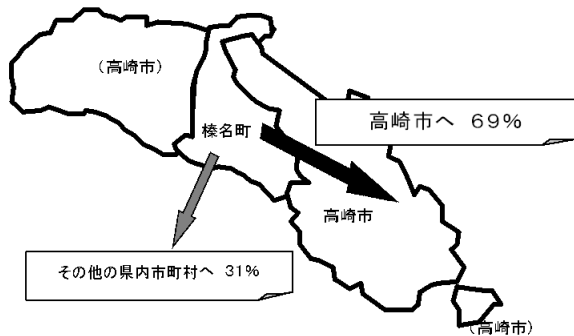 （高崎市）
高崎市へ 69%
榛名町
高崎市
その他の県内市町村へ 31%
（高崎市）